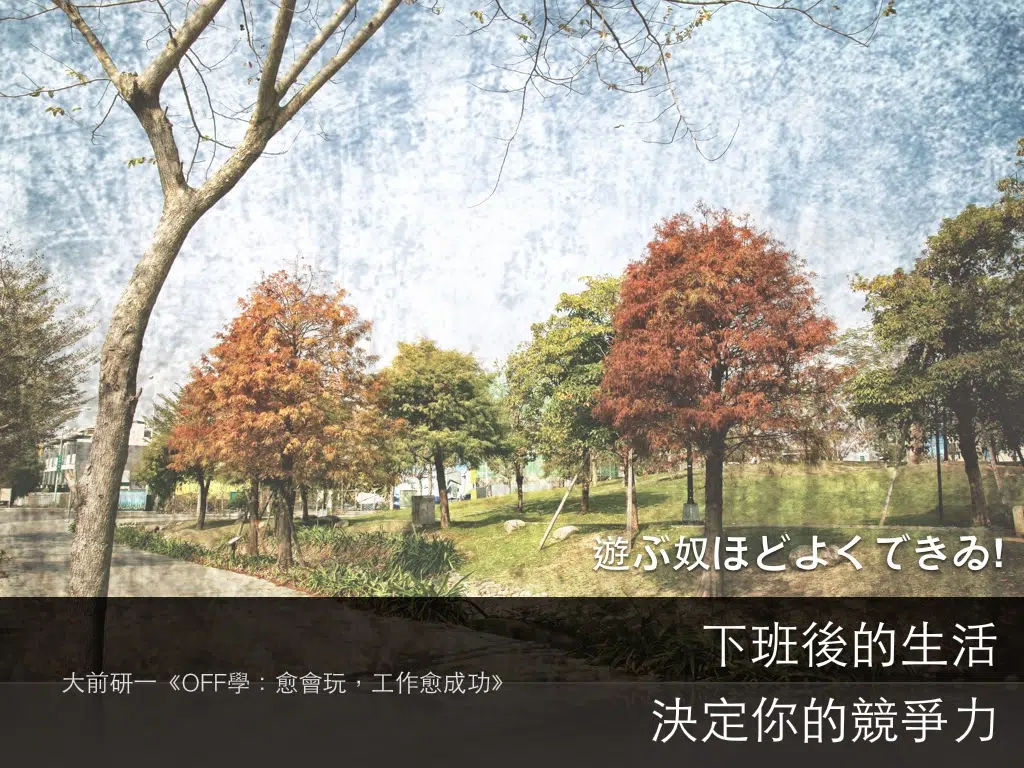 遊ぶ奴ほどよくできゐ!
下班後的生活
大前研一《OFF學：愈會玩，工作愈成功》
決定你的競爭力